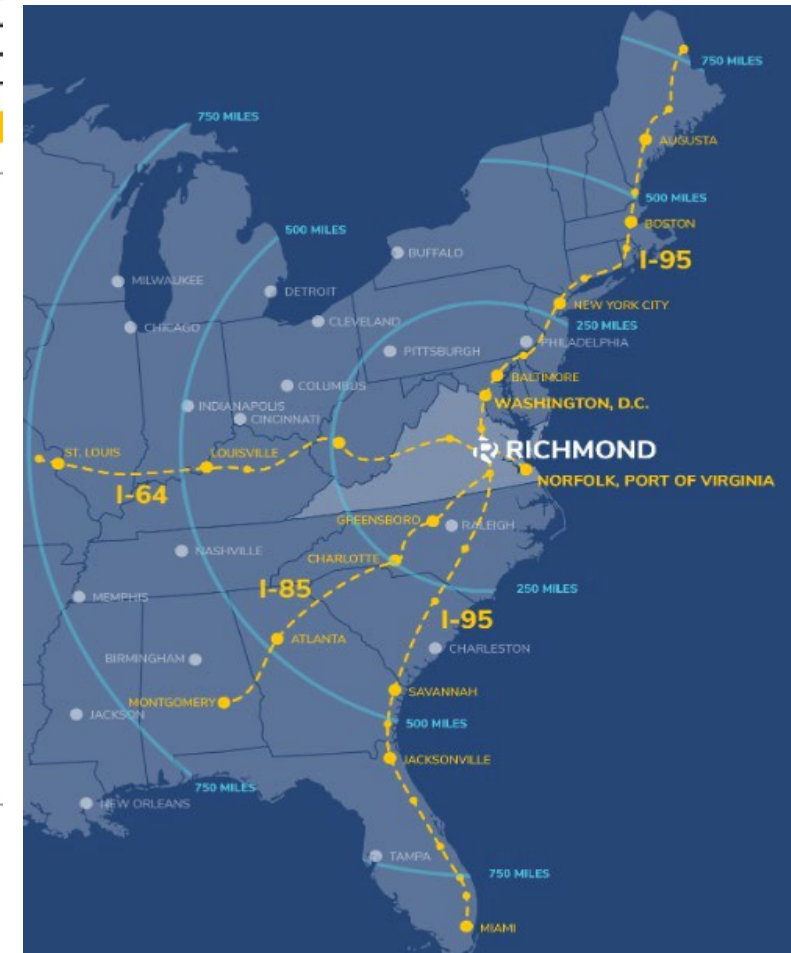 750 MILES
750 MILES
AUGUSTA
500 MILES
BOSTON
500 MILES
BUFFALO
I-95
MILWAUKEE
DETROIT
NEW YORK CITY
CHICAGO
CLEVELAND
250 MILES
PHILADELPHIA
PITTSBURGH
BALTIMORE
COLUMBUS
WASHINGTON, D.C.
INDIANAPOLIS
CINCINNATI
RICHMOND
ST. LOUIS
LOUISVILLE
NORFOLK, PORT OF VIRGINIA
I-64
GREENSBORO
RALEIGH
NASHVILLE
CHARLOTTE
I-85
250 MILES
MEMPHIS
I-95
ATLANTA
CHARLESTON
BIRMINGHAM
SAVANNAH
MONTGOMERY
JACKSON
500 MILES
JACKSONVILLE
750 MILES
NEW ORLEANS
TAMPA
750 MILES
MIAMI